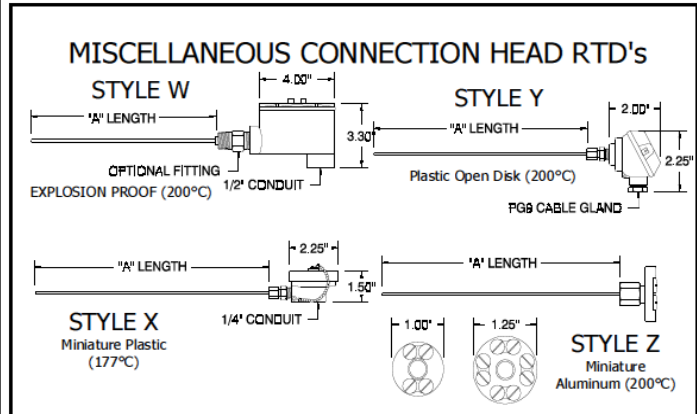 MISCELLANEOUS CONNECTION HEAD RTD's
STYLE W
4.00"
"A" LENGTH
3.30"
OPTIONAL FITTING
1/2" CONDUIT
EXPLOSION PROOF (200°C)
STYLE Y
2.00"
"A" LENGTH
2.25"
Plastic Open Disk (200°C)
PG9 CABLE GLAND
2.25"
"A" LENGTH
1.50"
1/4" CONDUIT
STYLE X
Miniature Plastic
(177°C)
"A" LENGTH
1.00"
1.25"
STYLE Z
Miniature
Aluminum (200°C)